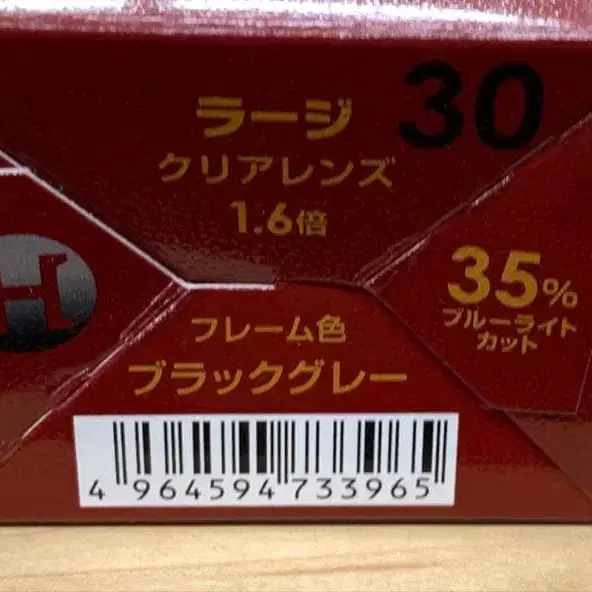 ラージ
30
クリアレンズ
1.6倍
35%
ブルーライト
カット
H
フレーム色
ブラックグレー
4 964594 733965